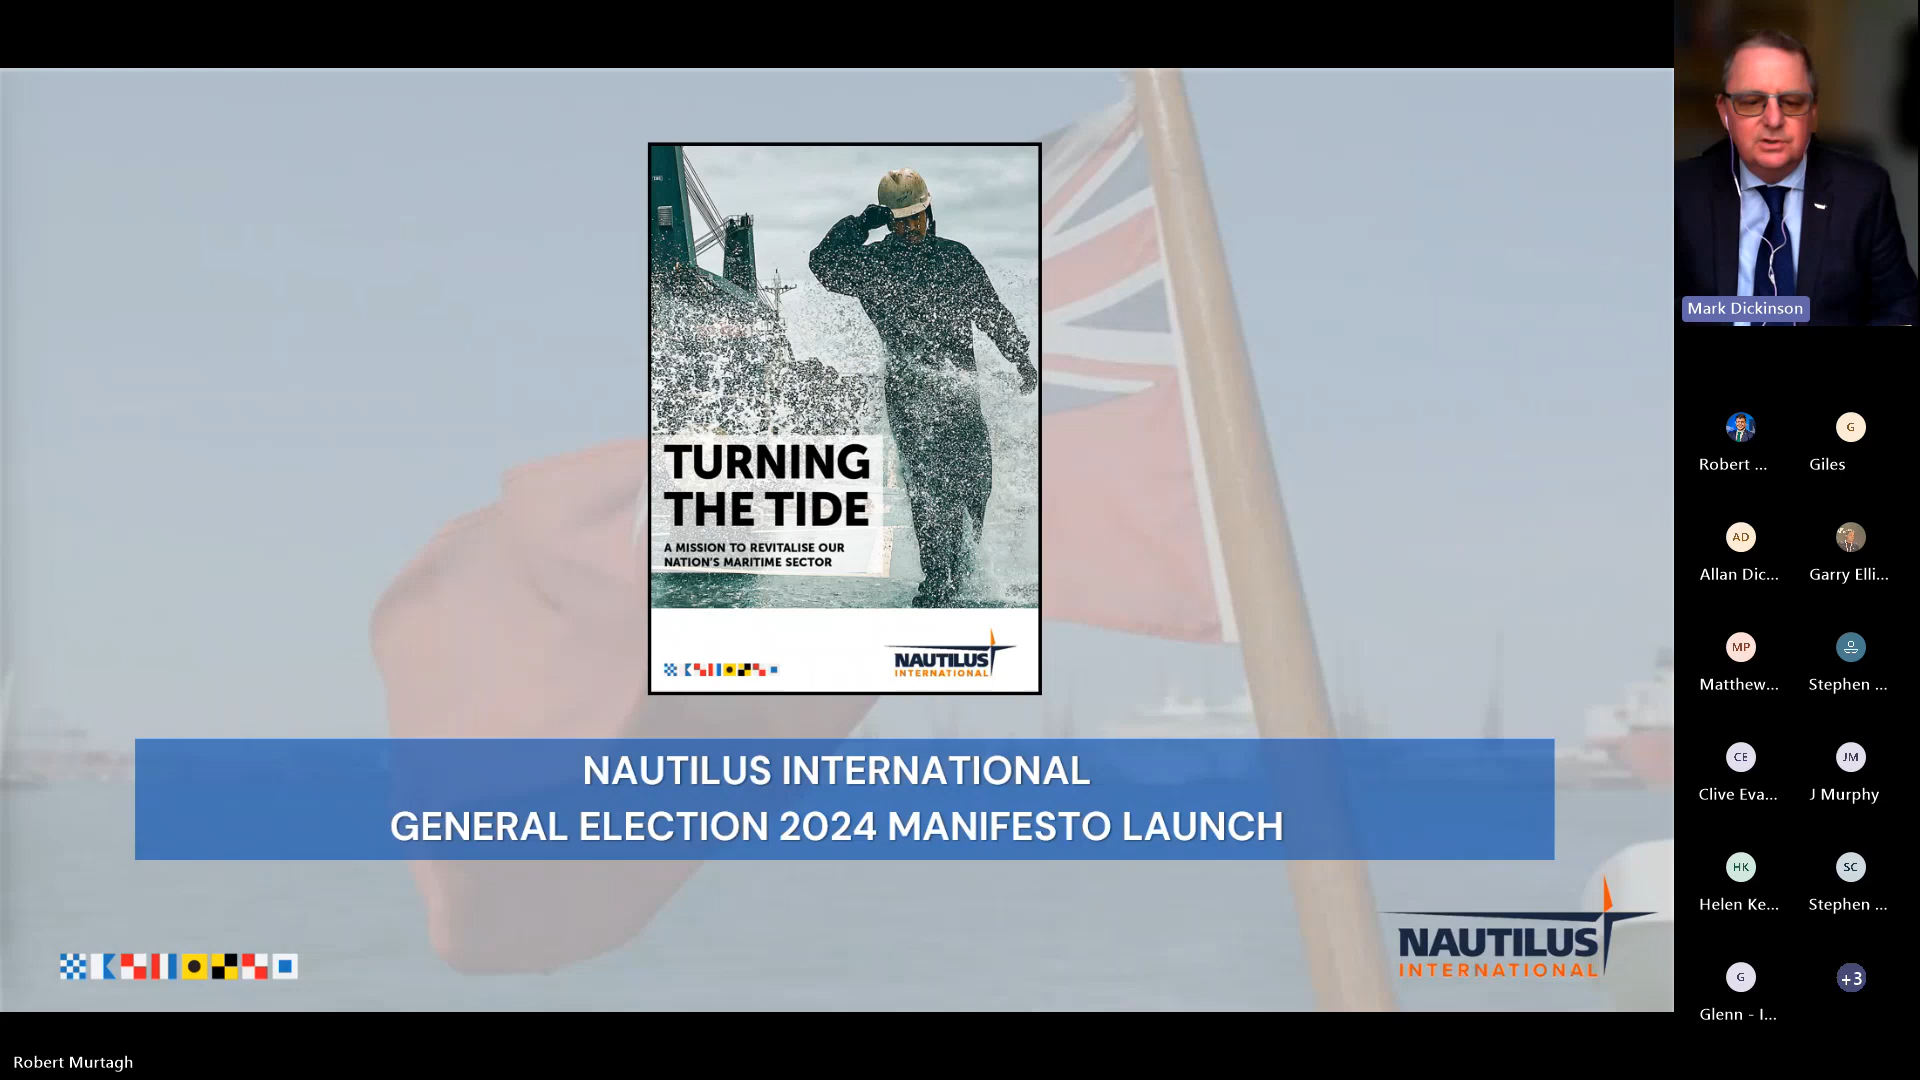 TURNING
THE TIDE
A MISSION TO REVITALISE OUR
NATION'S MARITIME SECTOR
NAUTILUS
INTERNATIONAL
NAUTILUS INTERNATIONAL
GENERAL ELECTION 2024 MANIFESTO LAUNCH
NAUTILUS
INTERNATIONAL
Robert Murtagh
Mark Dickinson
Robert ...
G
Giles
AD
Allan Dic...
Garry Elli...
MP
Matthew...
Stephen ...
CE
Clive Eva...
JM
J Murphy
HK
Helen Ke...
SC
Stephen ...
G
Glenn - I...
+3